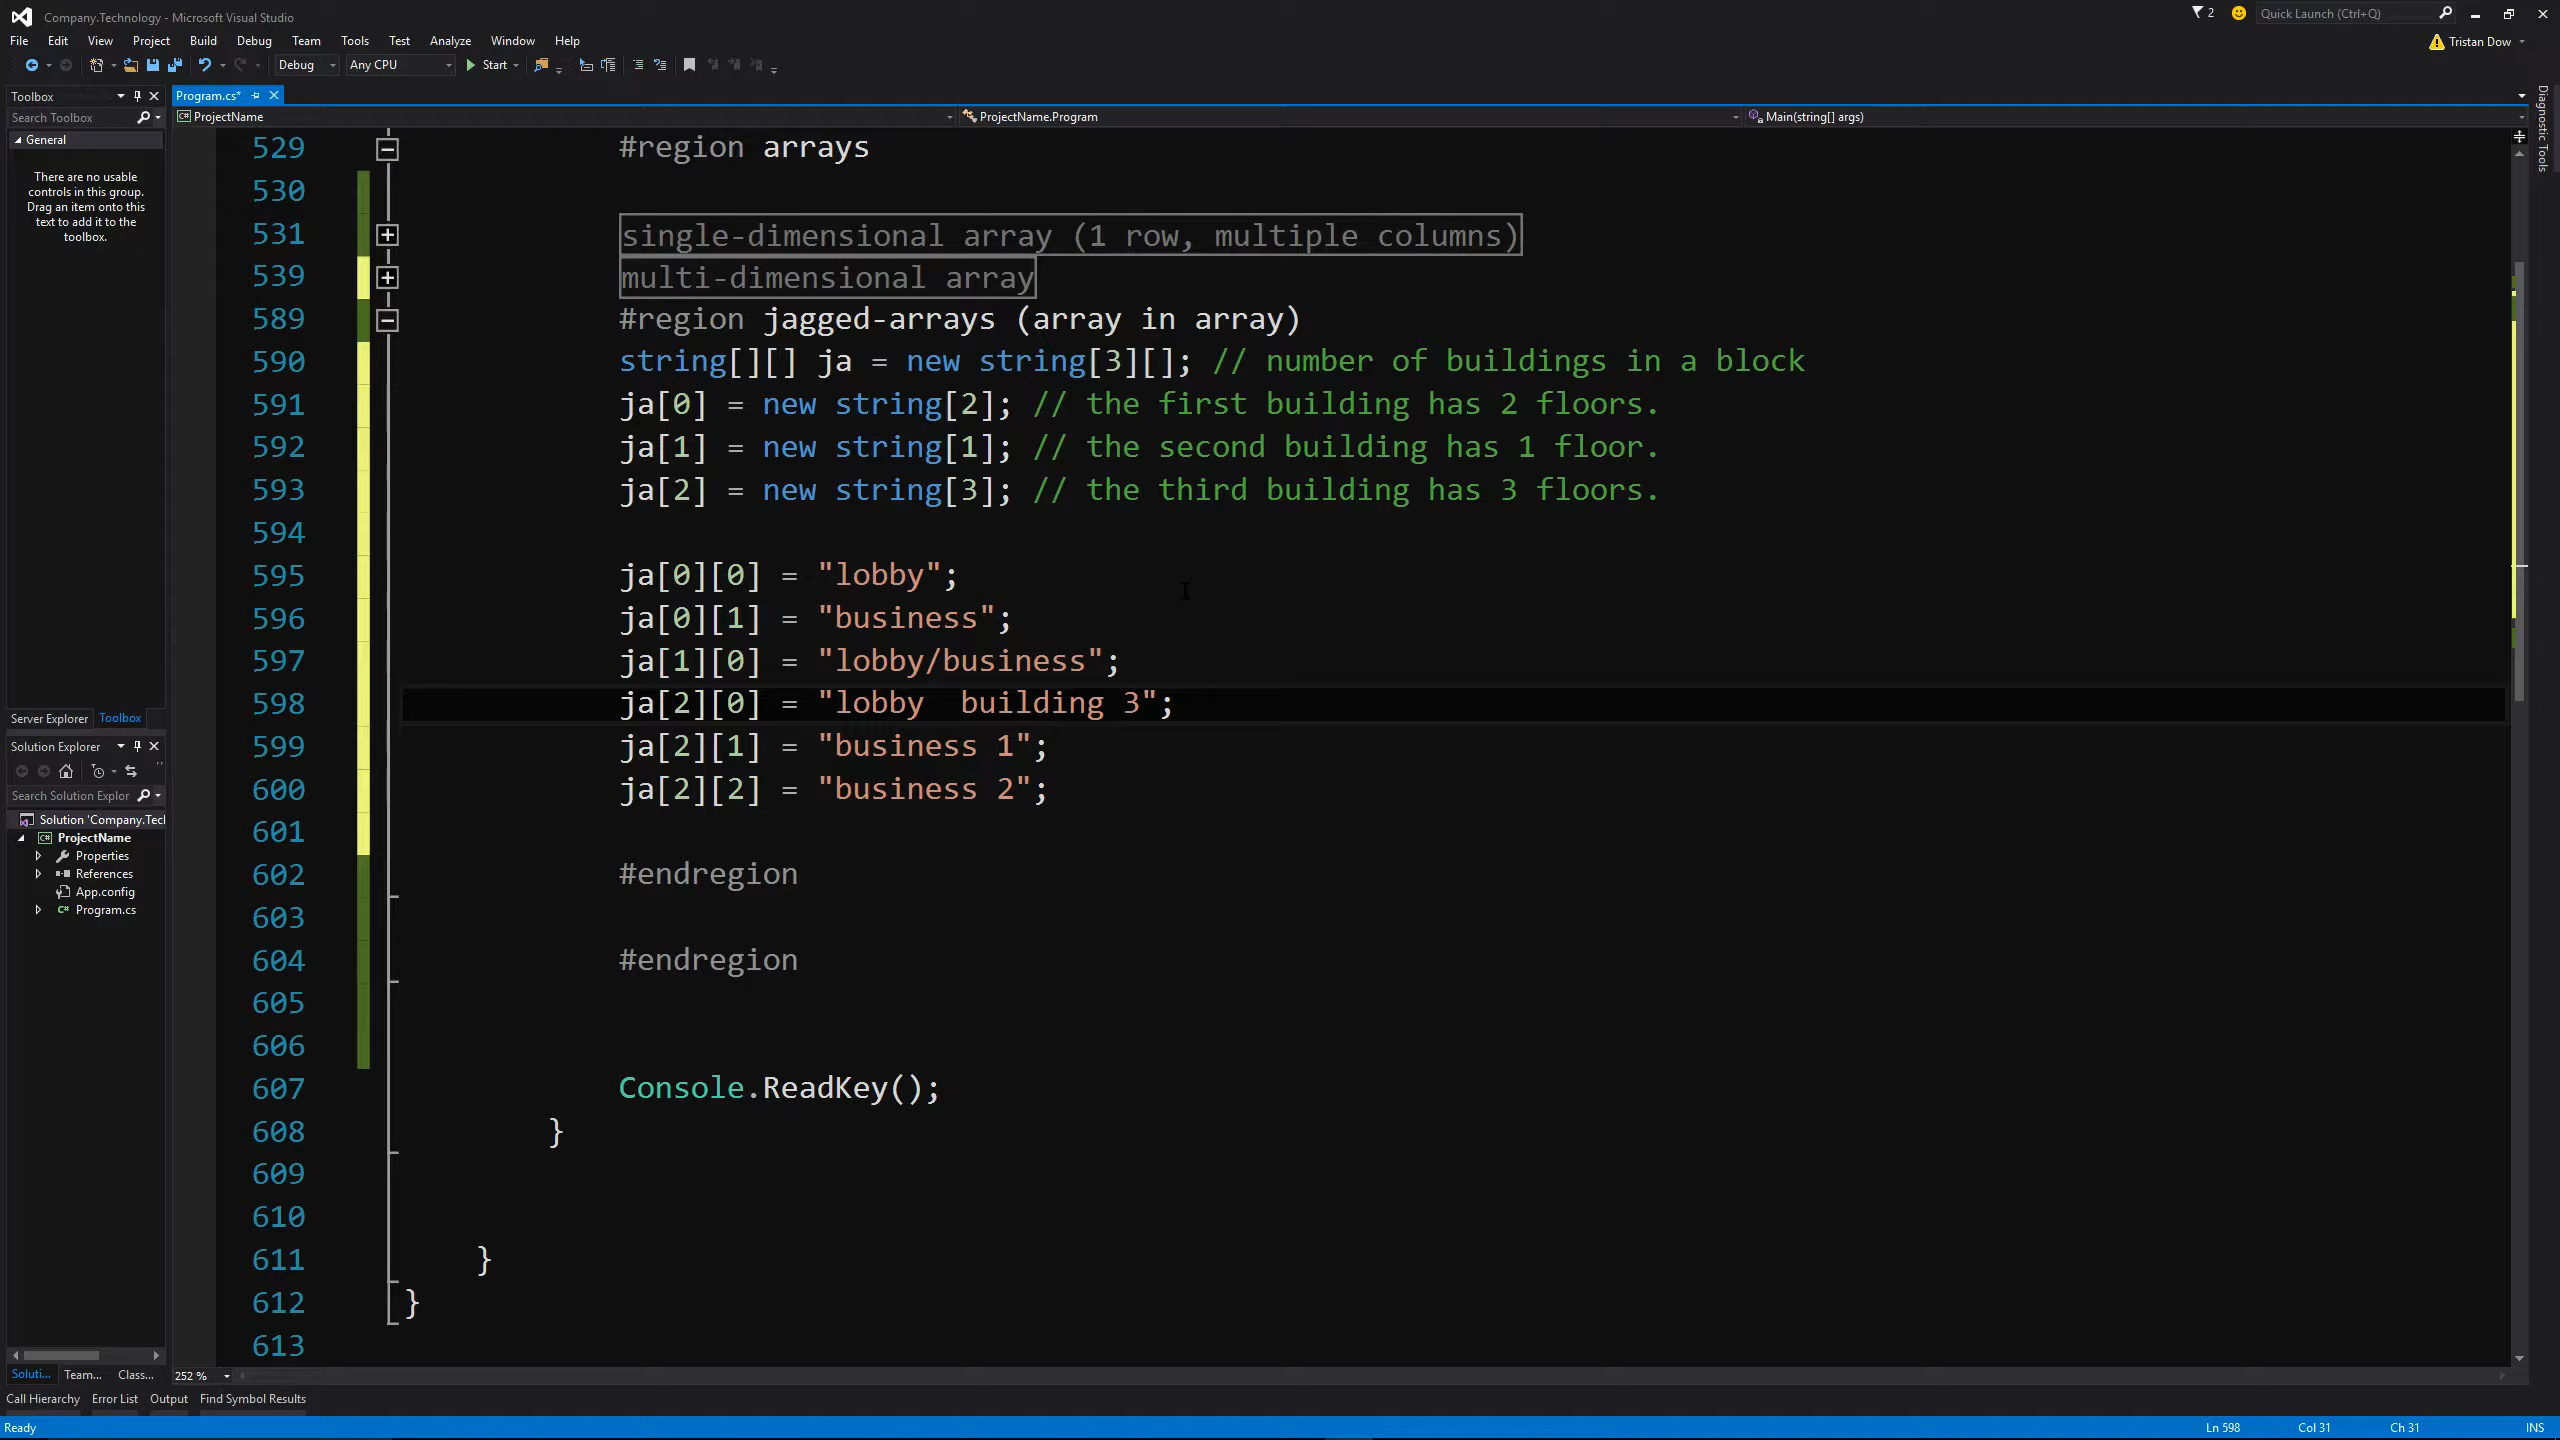 Company.Technology - Microsoft Visual Studio
2
Quick Launch (Ctrl+Q)
File Edit View Project Build Debug Team Tools Test Analyze Window Help
Tristan Dow
Debug Any CPU Start
Toolbox
Program.cs*
Diagnostic Tools
Search Toolbox
ProjectName
ProjectName.Program
Main(string[] args)
General
There are no usable
controls in this group.
Drag an item onto this
text to add it to the
toolbox.
529 #region arrays
530
531 single-dimensional array (1 row, multiple columns)
539 multi-dimensional array
589 #region jagged-arrays (array in array)
590 string[][] ja = new string[3][]; // number of buildings in a block
591 ja[0] = new string[2]; // the first building has 2 floors.
592 ja[1] = new string[1]; // the second building has 1 floor.
593 ja[2] = new string[3]; // the third building has 3 floors.
594
595 ja[0][0] = "lobby";
596 ja[0][1] = "business";
597 ja[1][0] = "lobby/business";
598 ja[2][0] = "lobby  building 3";
599 ja[2][1] = "business 1";
600 ja[2][2] = "business 2";
601
602 #endregion
603
604 #endregion
605
606
607 Console.ReadKey();
608 }
609
610
611 }
612 }
613
Server Explorer Toolbox
Solution Explorer
Search Solution Explor
Solution 'Company.Tecl
ProjectName
Properties
References
App.config
Program.cs
Soluti... Team... Class...
252 %
Call Hierarchy Error List Output Find Symbol Results
Ready
Ln 598 Col 31 Ch 31 INS